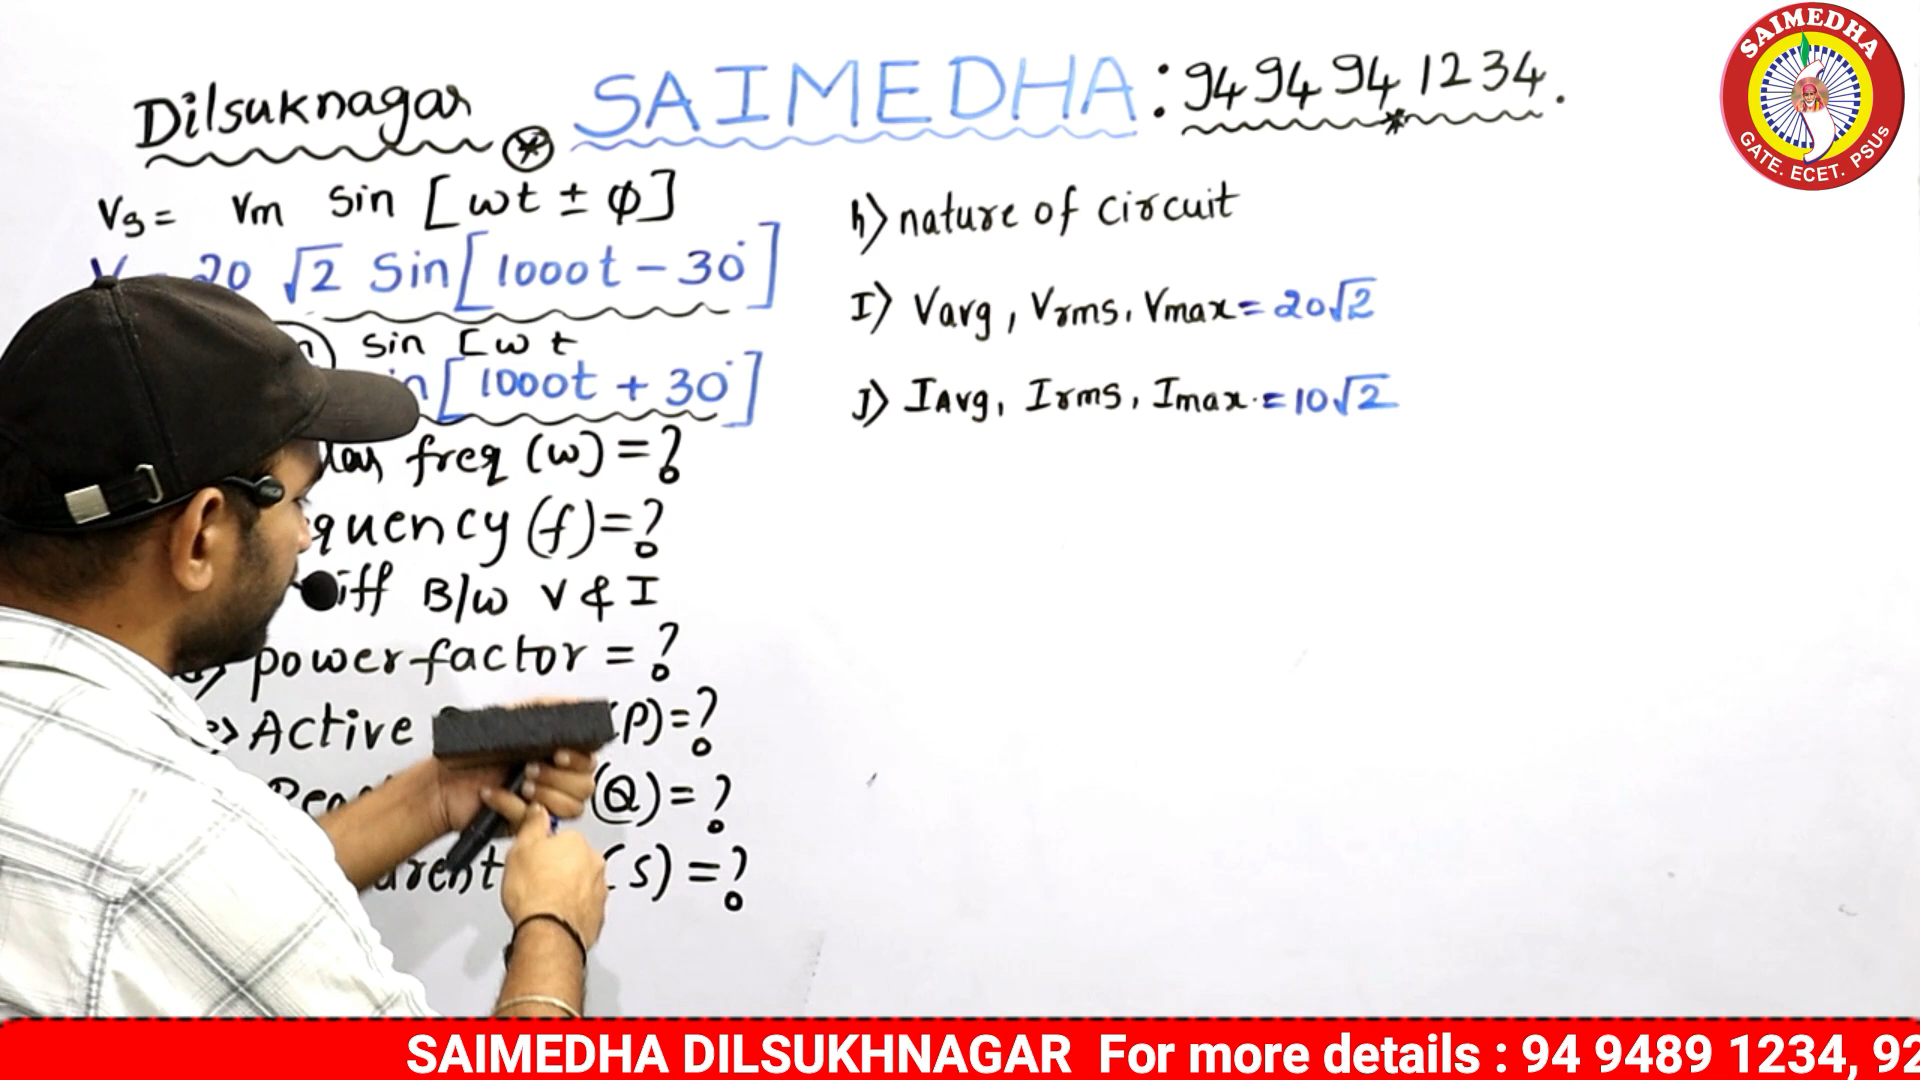 Dilsuknagar SAIMEDHA : 94 94 94 1234.
Vs = Vm Sin [ωt ± φ]
20 √2 Sin[1000t - 30°]
sin [ω t
[1000t + 30°]
freq (ω) = ?
quency (f) = ?
iff B/w V & I
power factor = ?
e) Active (P) = ?
(Q) = ?
arent (S) = ?
h) nature of circuit
I) Varg, Vrms, Vmax = 20√2
J) IAvg, Irms, Imax = 10√2
SAIMEDHA
GATE. ECET. PSUs
SAIMEDHA DILSUKHNAGAR For more details : 94 9489 1234, 92